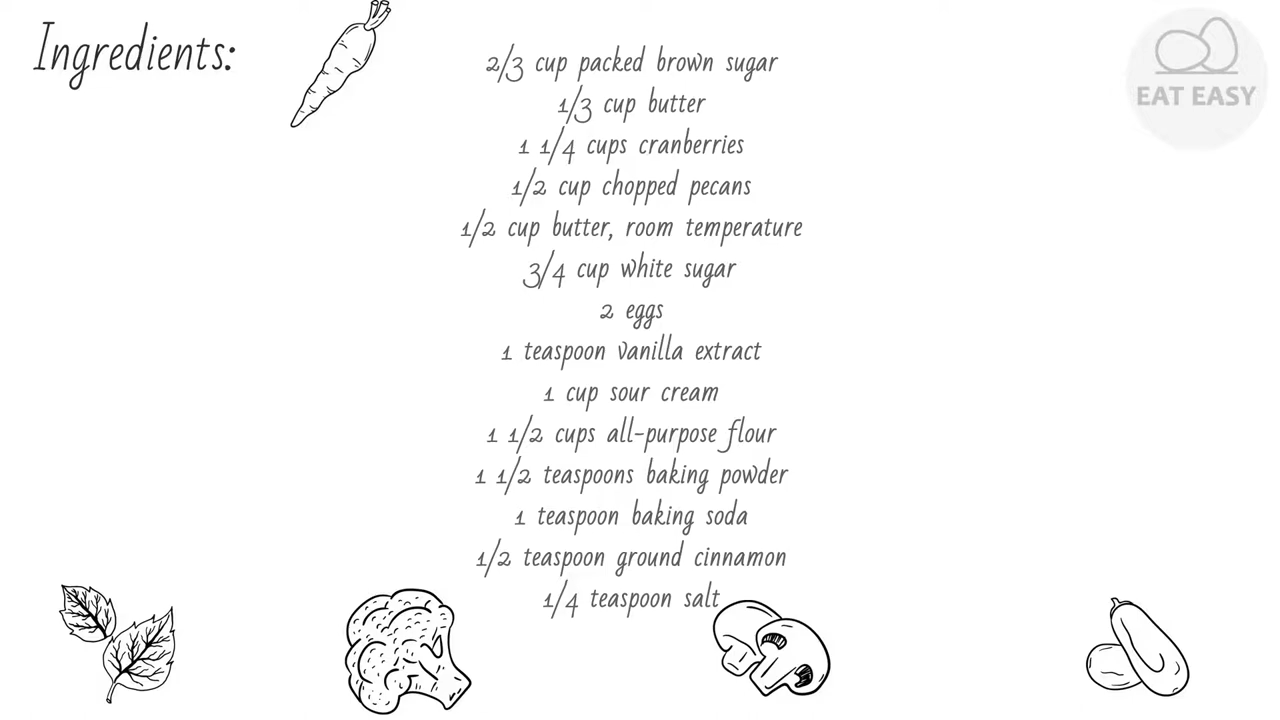 Ingredients:
EAT EASY
2/3 cup packed brown sugar
1/3 cup butter
1 1/4 cups cranberries
1/2 cup chopped pecans
1/2 cup butter, room temperature
3/4 cup white sugar
2 eggs
1 teaspoon vanilla extract
1 cup sour cream
1 1/2 cups all-purpose flour
1 1/2 teaspoons baking powder
1 teaspoon baking soda
1/2 teaspoon ground cinnamon
1/4 teaspoon salt